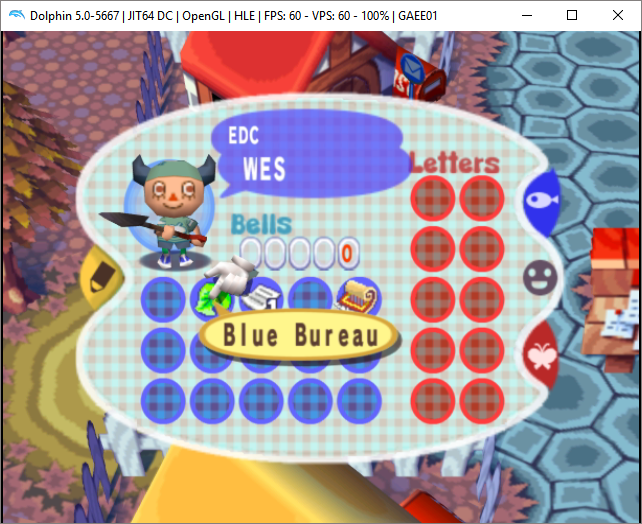 Dolphin 5.0-5667 | JIT64 DC | OpenGL | HLE | FPS: 60 - VPS: 60 - 100% | GAEE01
EDC
WES
Letters
Bells
0
Blue Bureau